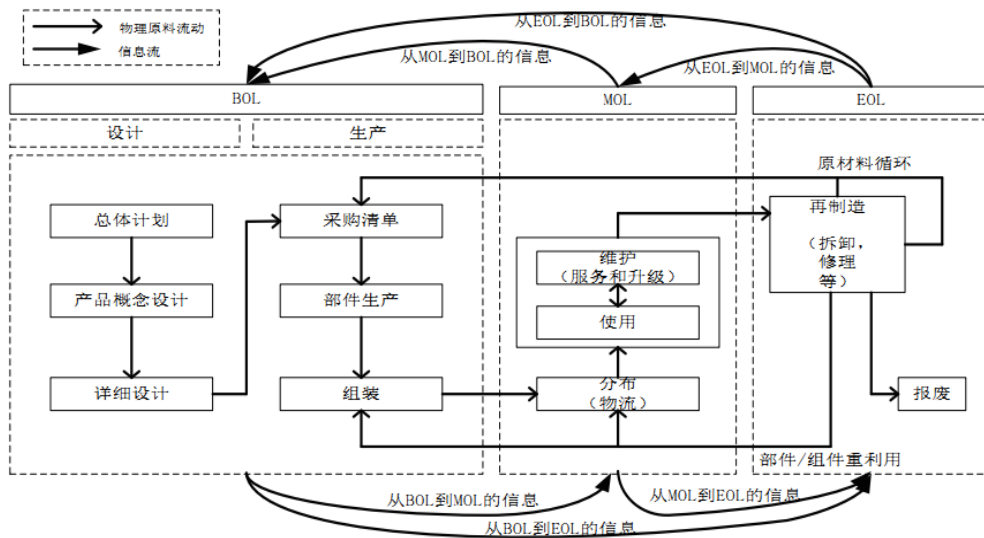 物理原料流动
信息流
从EOL到BOL的信息
从MOL到BOL的信息
从EOL到MOL的信息
BOL
MOL
EOL
设计
生产
原材料循环
总体计划
采购清单
再制造
（拆卸，
修理
等）
维护
（服务和升级）
产品概念设计
部件生产
使用
详细设计
组装
分布
（物流）
报废
部件/组件重利用
从BOL到MOL的信息
从MOL到EOL的信息
从BOL到EOL的信息